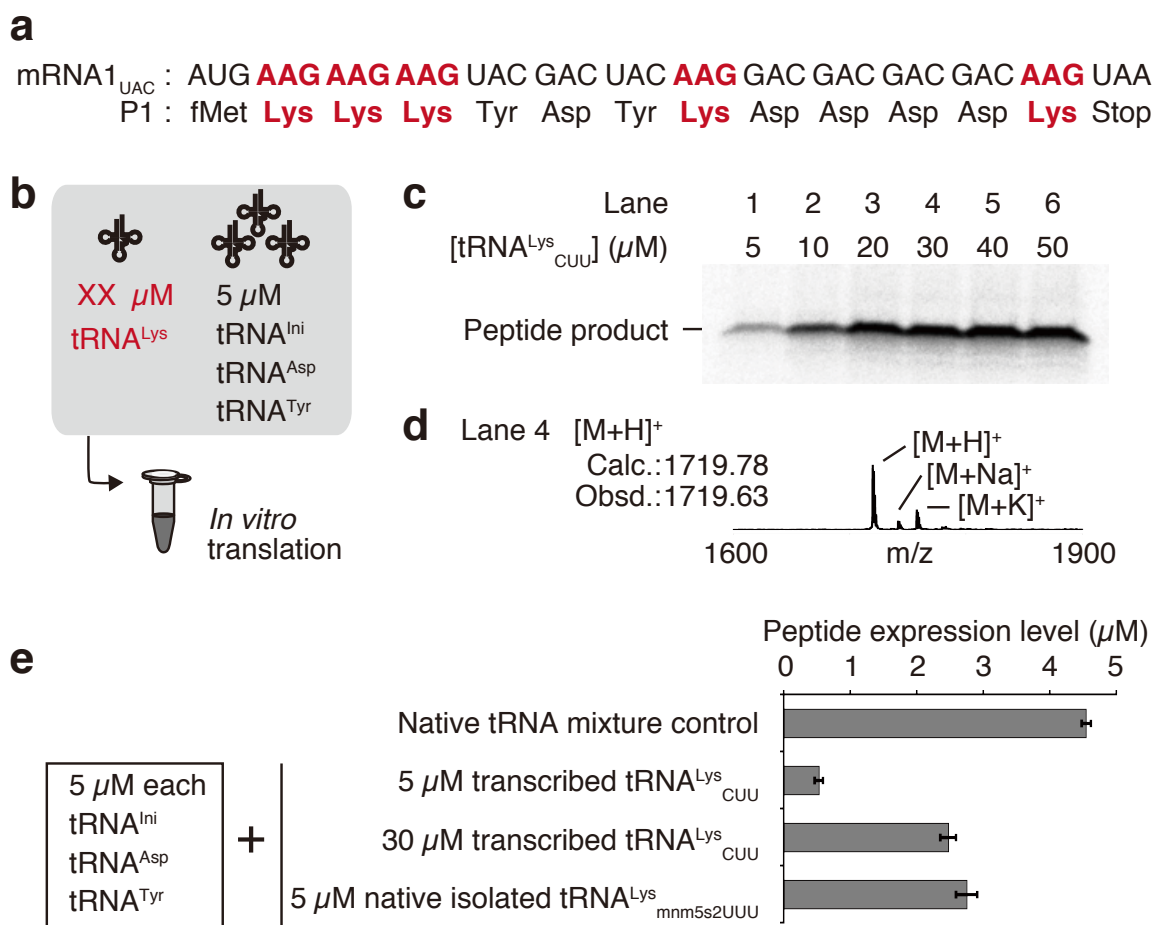 a
mRNA1UAC : AUG AAG AAG AAG UAC GAC UAC AAG GAC GAC GAC GAC AAG UAA
P1 : fMet Lys Lys Lys Tyr Asp Tyr Lys Asp Asp Asp Asp Lys Stop
b
XX µM
tRNALys
5 µM
tRNAIni
tRNAAsp
tRNATyr
In vitro
translation
c
Lane 1 2 3 4 5 6
[tRNALysCUU] (µM) 5 10 20 30 40 50
Peptide product
d Lane 4 [M+H]+
Calc.:1719.78
Obsd.:1719.63
[M+H]+
[M+Na]+
[M+K]+
1600 m/z 1900
e
Peptide expression level (µM)
0 1 2 3 4 5
Native tRNA mixture control
5 µM transcribed tRNALysCUU
30 µM transcribed tRNALysCUU
5 µM native isolated tRNALysmnm5s2UUU
5 µM each
tRNAIni
tRNAAsp
tRNATyr
+